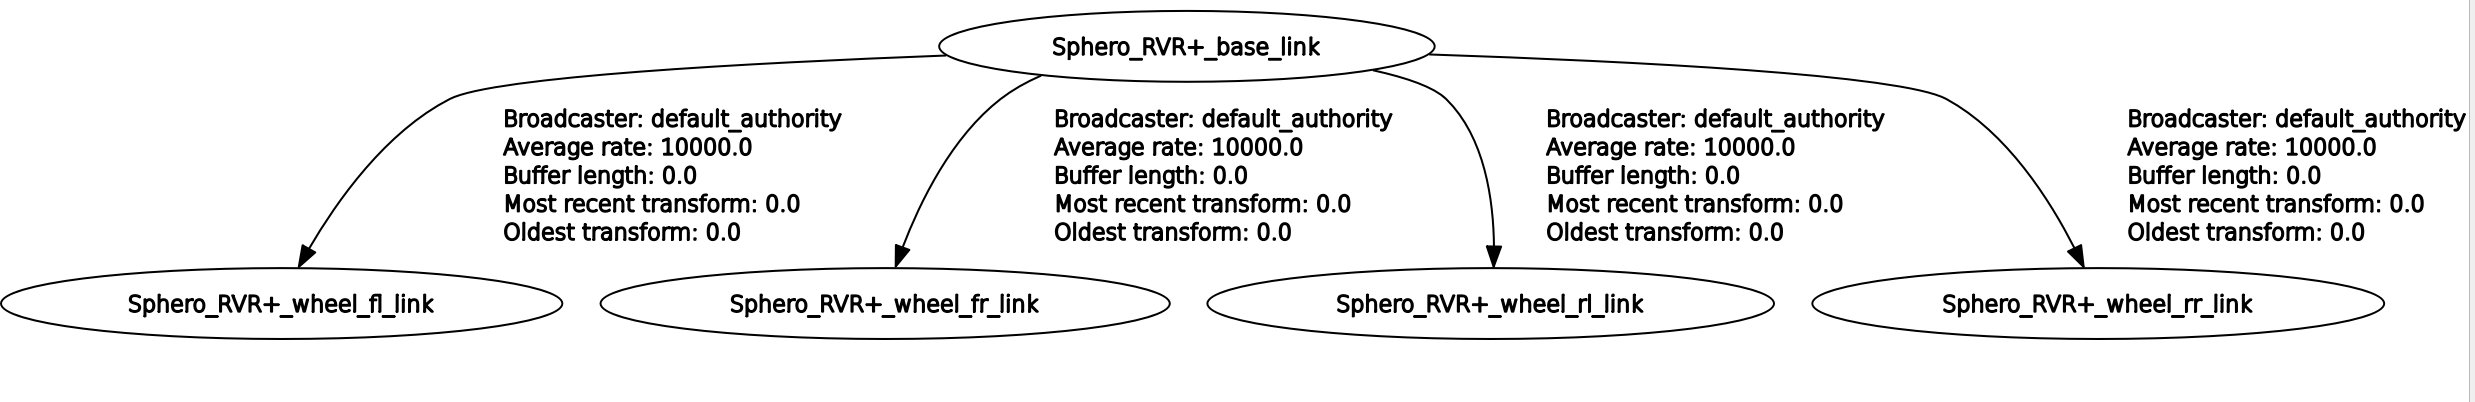 Sphero_RVR+_base_link
Broadcaster: default_authority
Average rate: 10000.0
Buffer length: 0.0
Most recent transform: 0.0
Oldest transform: 0.0
Broadcaster: default_authority
Average rate: 10000.0
Buffer length: 0.0
Most recent transform: 0.0
Oldest transform: 0.0
Broadcaster: default_authority
Average rate: 10000.0
Buffer length: 0.0
Most recent transform: 0.0
Oldest transform: 0.0
Broadcaster: default_authority
Average rate: 10000.0
Buffer length: 0.0
Most recent transform: 0.0
Oldest transform: 0.0
Sphero_RVR+_wheel_fl_link
Sphero_RVR+_wheel_fr_link
Sphero_RVR+_wheel_rl_link
Sphero_RVR+_wheel_rr_link